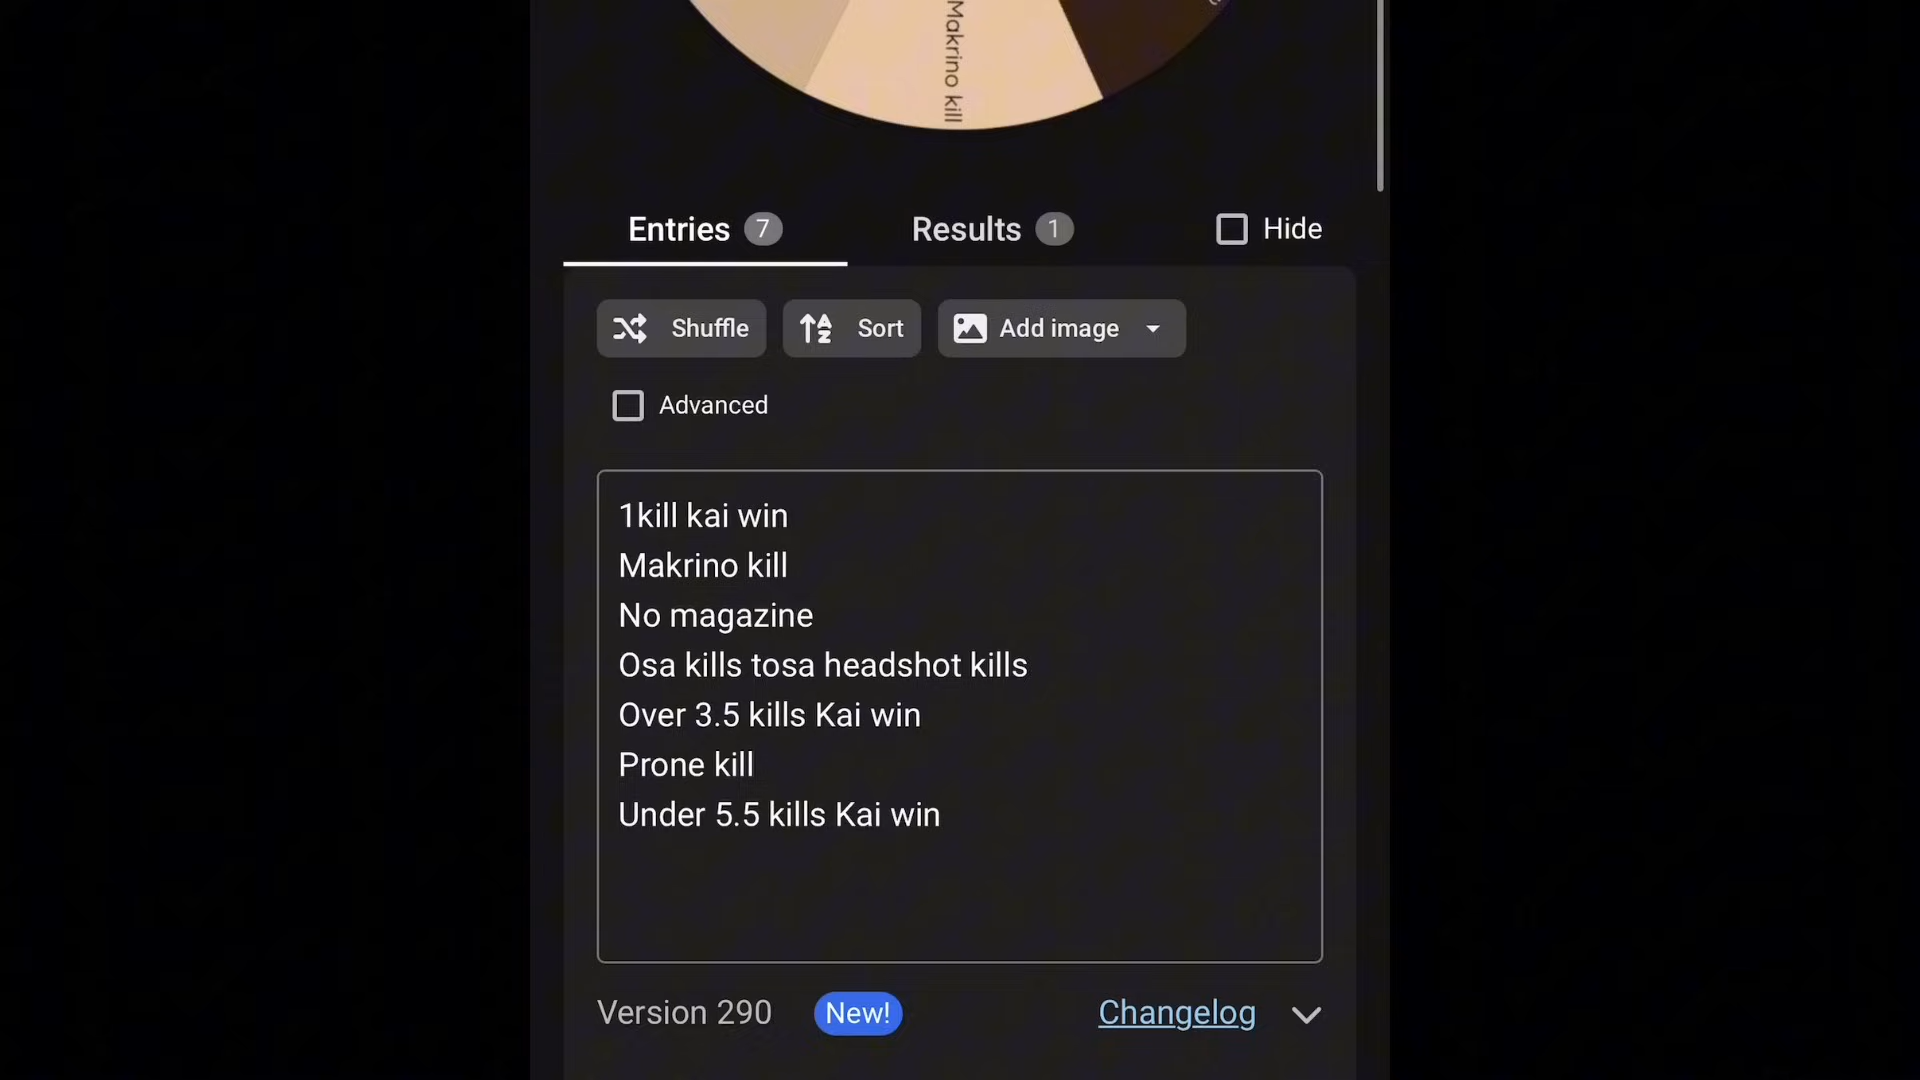 Makrino kill
Entries 7
Results 1
Hide
Shuffle
Sort
Add image
Advanced
1kill kai win
Makrino kill
No magazine
Osa kills tosa headshot kills
Over 3.5 kills Kai win
Prone kill
Under 5.5 kills Kai win
Version 290
New!
Changelog